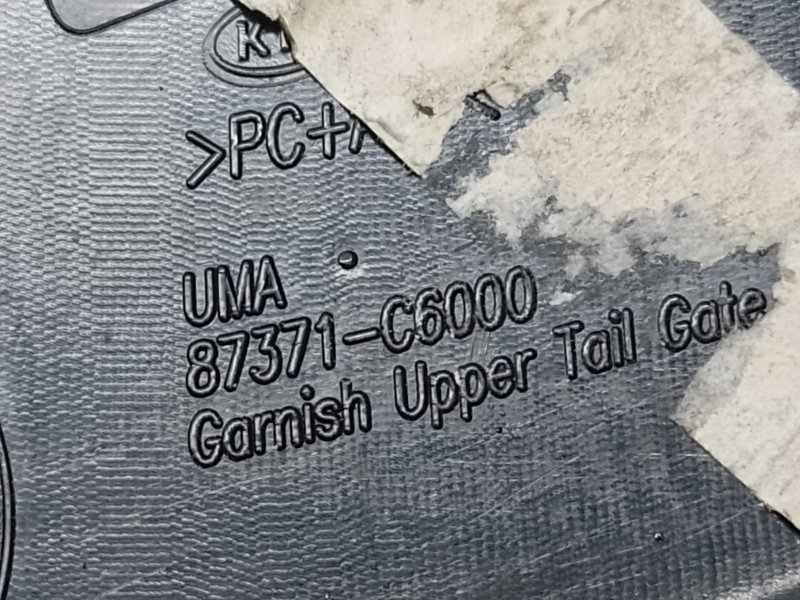 >PC+
UMA
87371-C6000
Garnish Upper Tail Gate